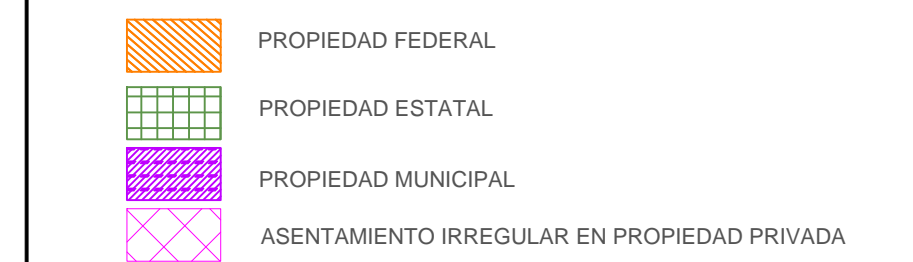 PROPIEDAD FEDERAL
PROPIEDAD ESTATAL
PROPIEDAD MUNICIPAL
ASENTAMIENTO IRREGULAR EN PROPIEDAD PRIVADA